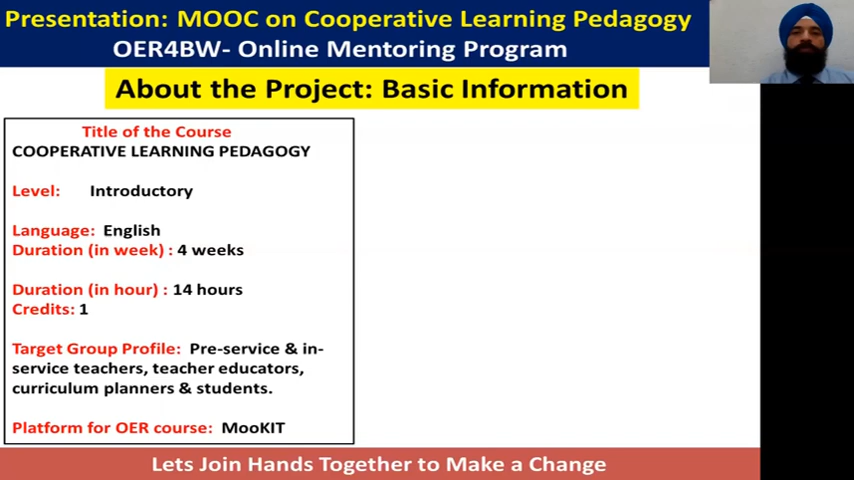 Presentation: MOOC on Cooperative Learning Pedagogy
OER4BW- Online Mentoring Program
About the Project: Basic Information
Title of the Course
COOPERATIVE LEARNING PEDAGOGY
Level: Introductory
Language: English
Duration (in week) : 4 weeks
Duration (in hour) : 14 hours
Credits: 1
Target Group Profile: Pre-service & in-
service teachers, teacher educators,
curriculum planners & students.
Platform for OER course: MooKIT
Lets Join Hands Together to Make a Change